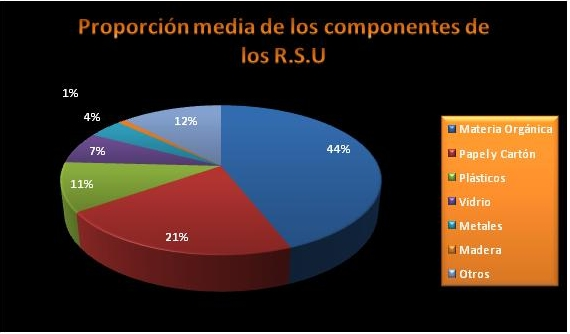 Proporción media de los componentes de
los R.S.U
1%
4%
12%
7%
44%
11%
21%
Materia Orgánica
Papel y Cartón
Plásticos
Vidrio
Metales
Madera
Otros